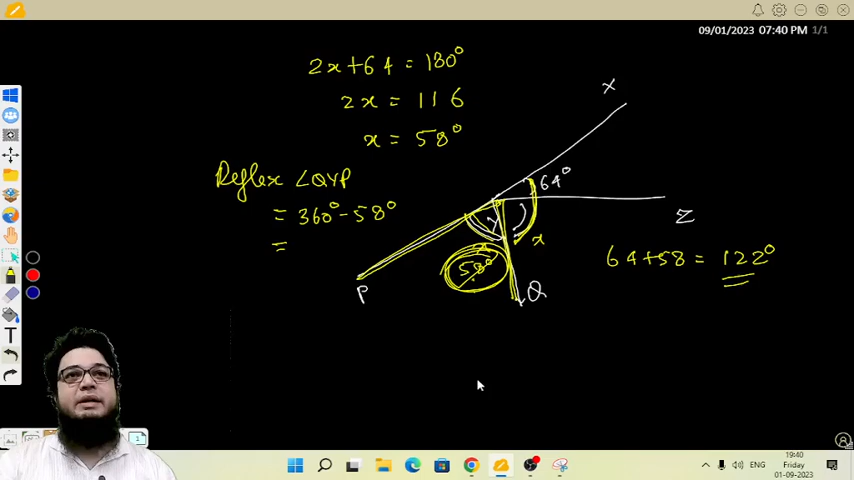 09/01/2023 07:40 PM 1/1
2x+64 = 180°
2x = 116
x = 58°
Reflex ∠QYP
= 360° - 58°
=
X
64°
Z
Y
x
58°
P
Q
64+58 = 122°
T
1
ENG
19:40
Friday
01-09-2023